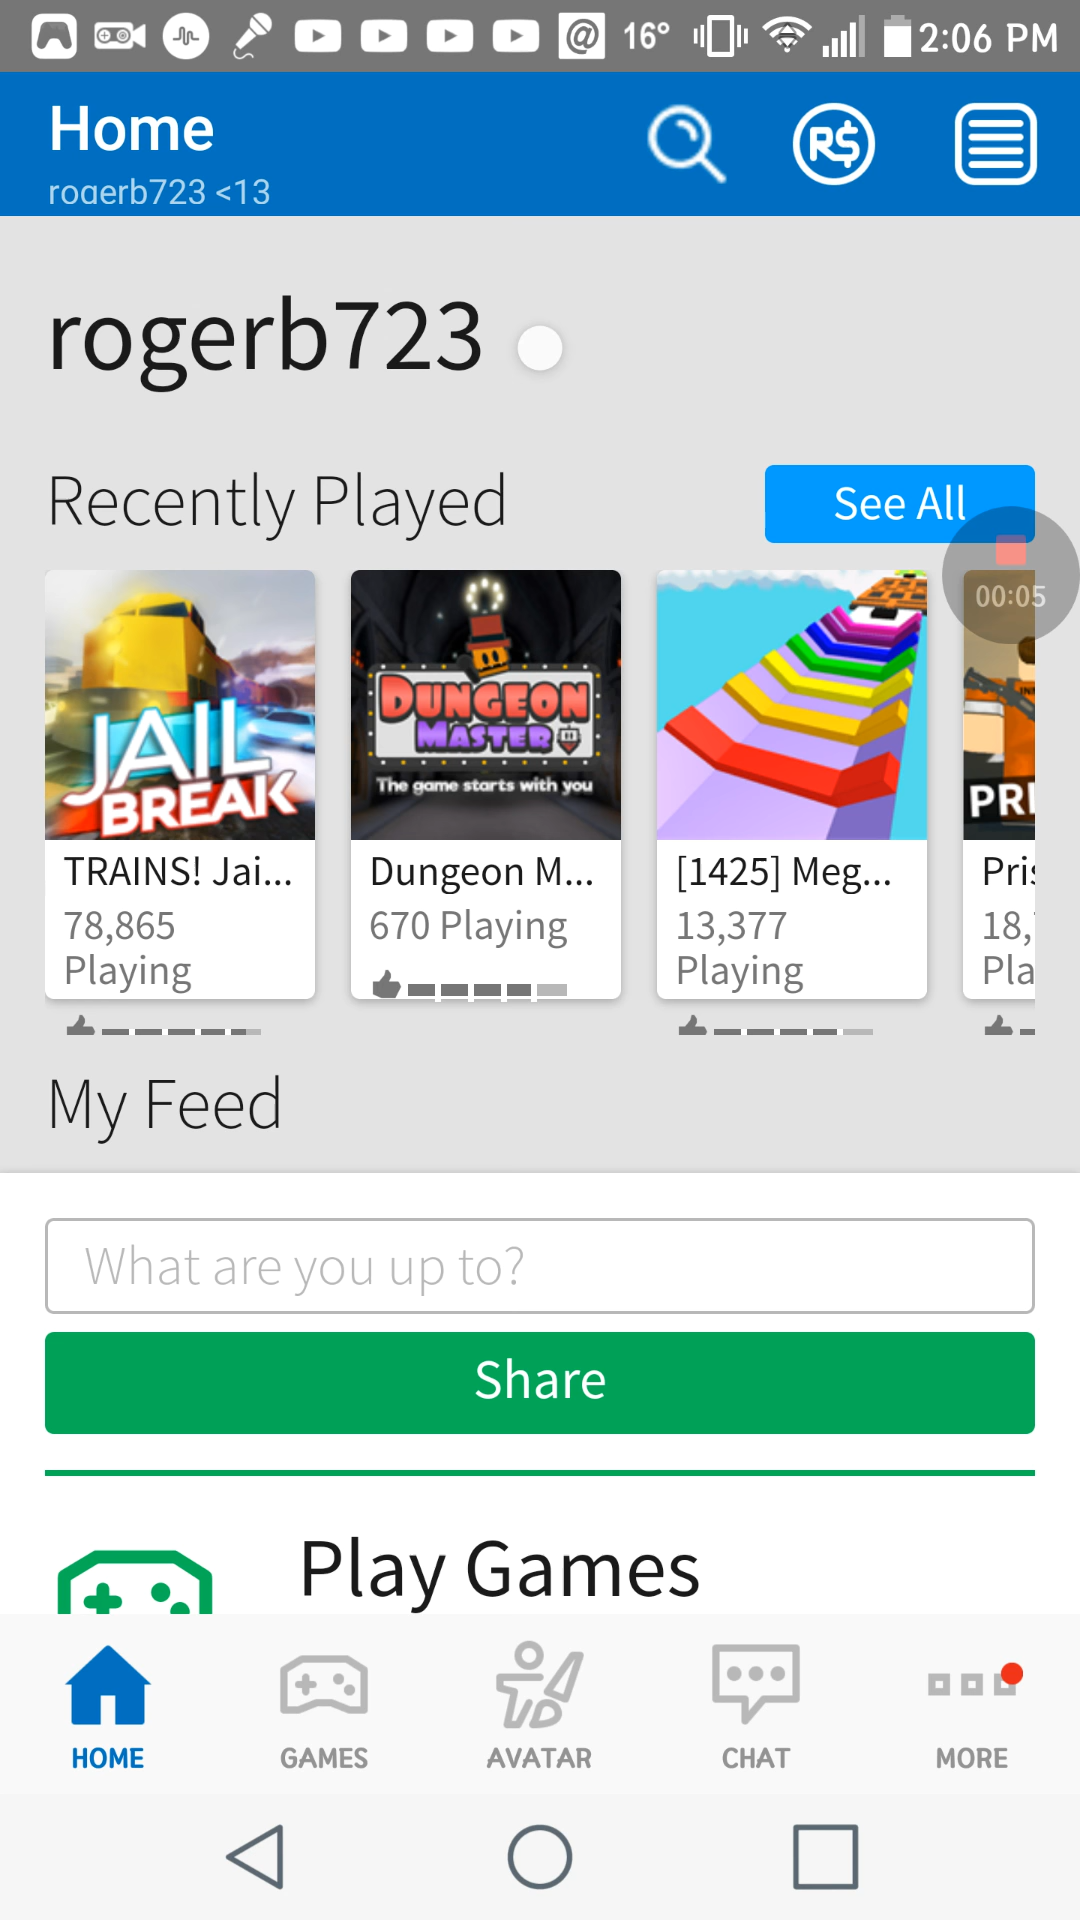 16° 2:06 PM
Home
rogerb723 <13
R$
rogerb723
Recently Played
See All
00:05
JAIL
BREAK
DUNGEON
MASTER
The game starts with you
PRI
TRAINS! Jai...
78,865
Playing
Dungeon M...
670 Playing
[1425] Meg...
13,377
Playing
Pris
18,
Pla
My Feed
What are you up to?
Share
Play Games
HOME
GAMES
AVATAR
CHAT
MORE